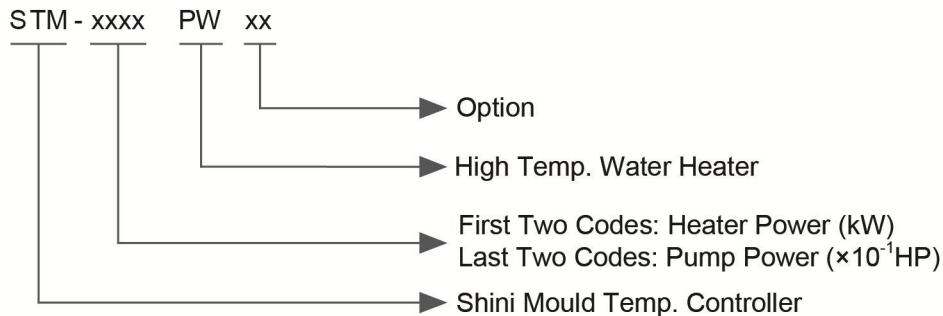 STM - xxxx PW xx
Option
High Temp. Water Heater
First Two Codes: Heater Power (kW)
Last Two Codes: Pump Power (×10⁻¹HP)
Shini Mould Temp. Controller